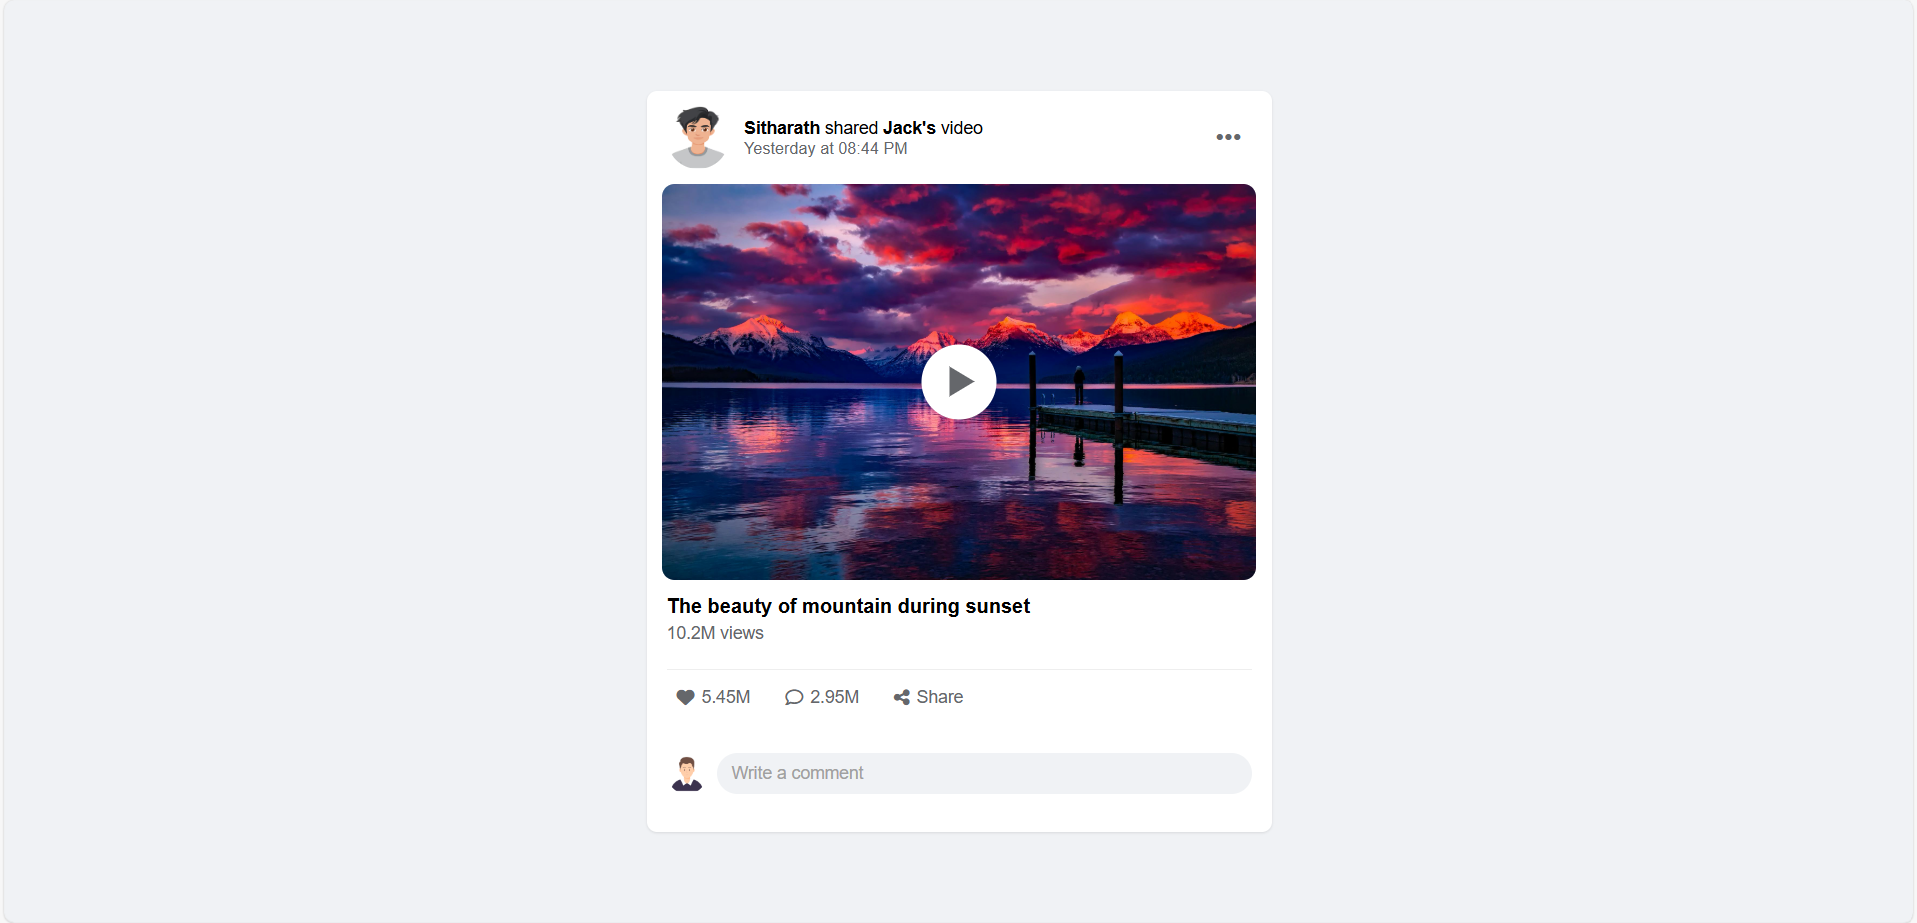 Sitharath shared Jack's video
Yesterday at 08:44 PM
The beauty of mountain during sunset
10.2M views
5.45M 2.95M Share
Write a comment